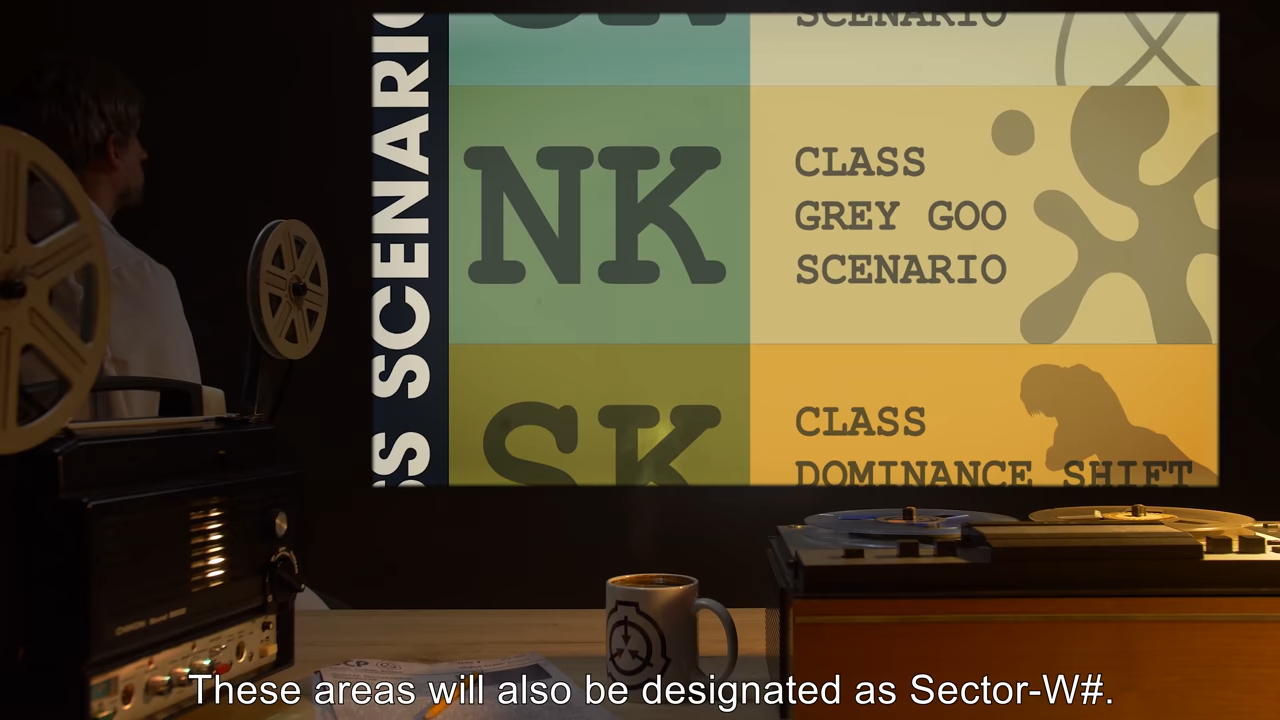 SS SCENARIO
SCENARIO
NK
CLASS
GREY GOO
SCENARIO
SK
CLASS
DOMINANCE SHIFT
These areas will also be designated as Sector-W#.